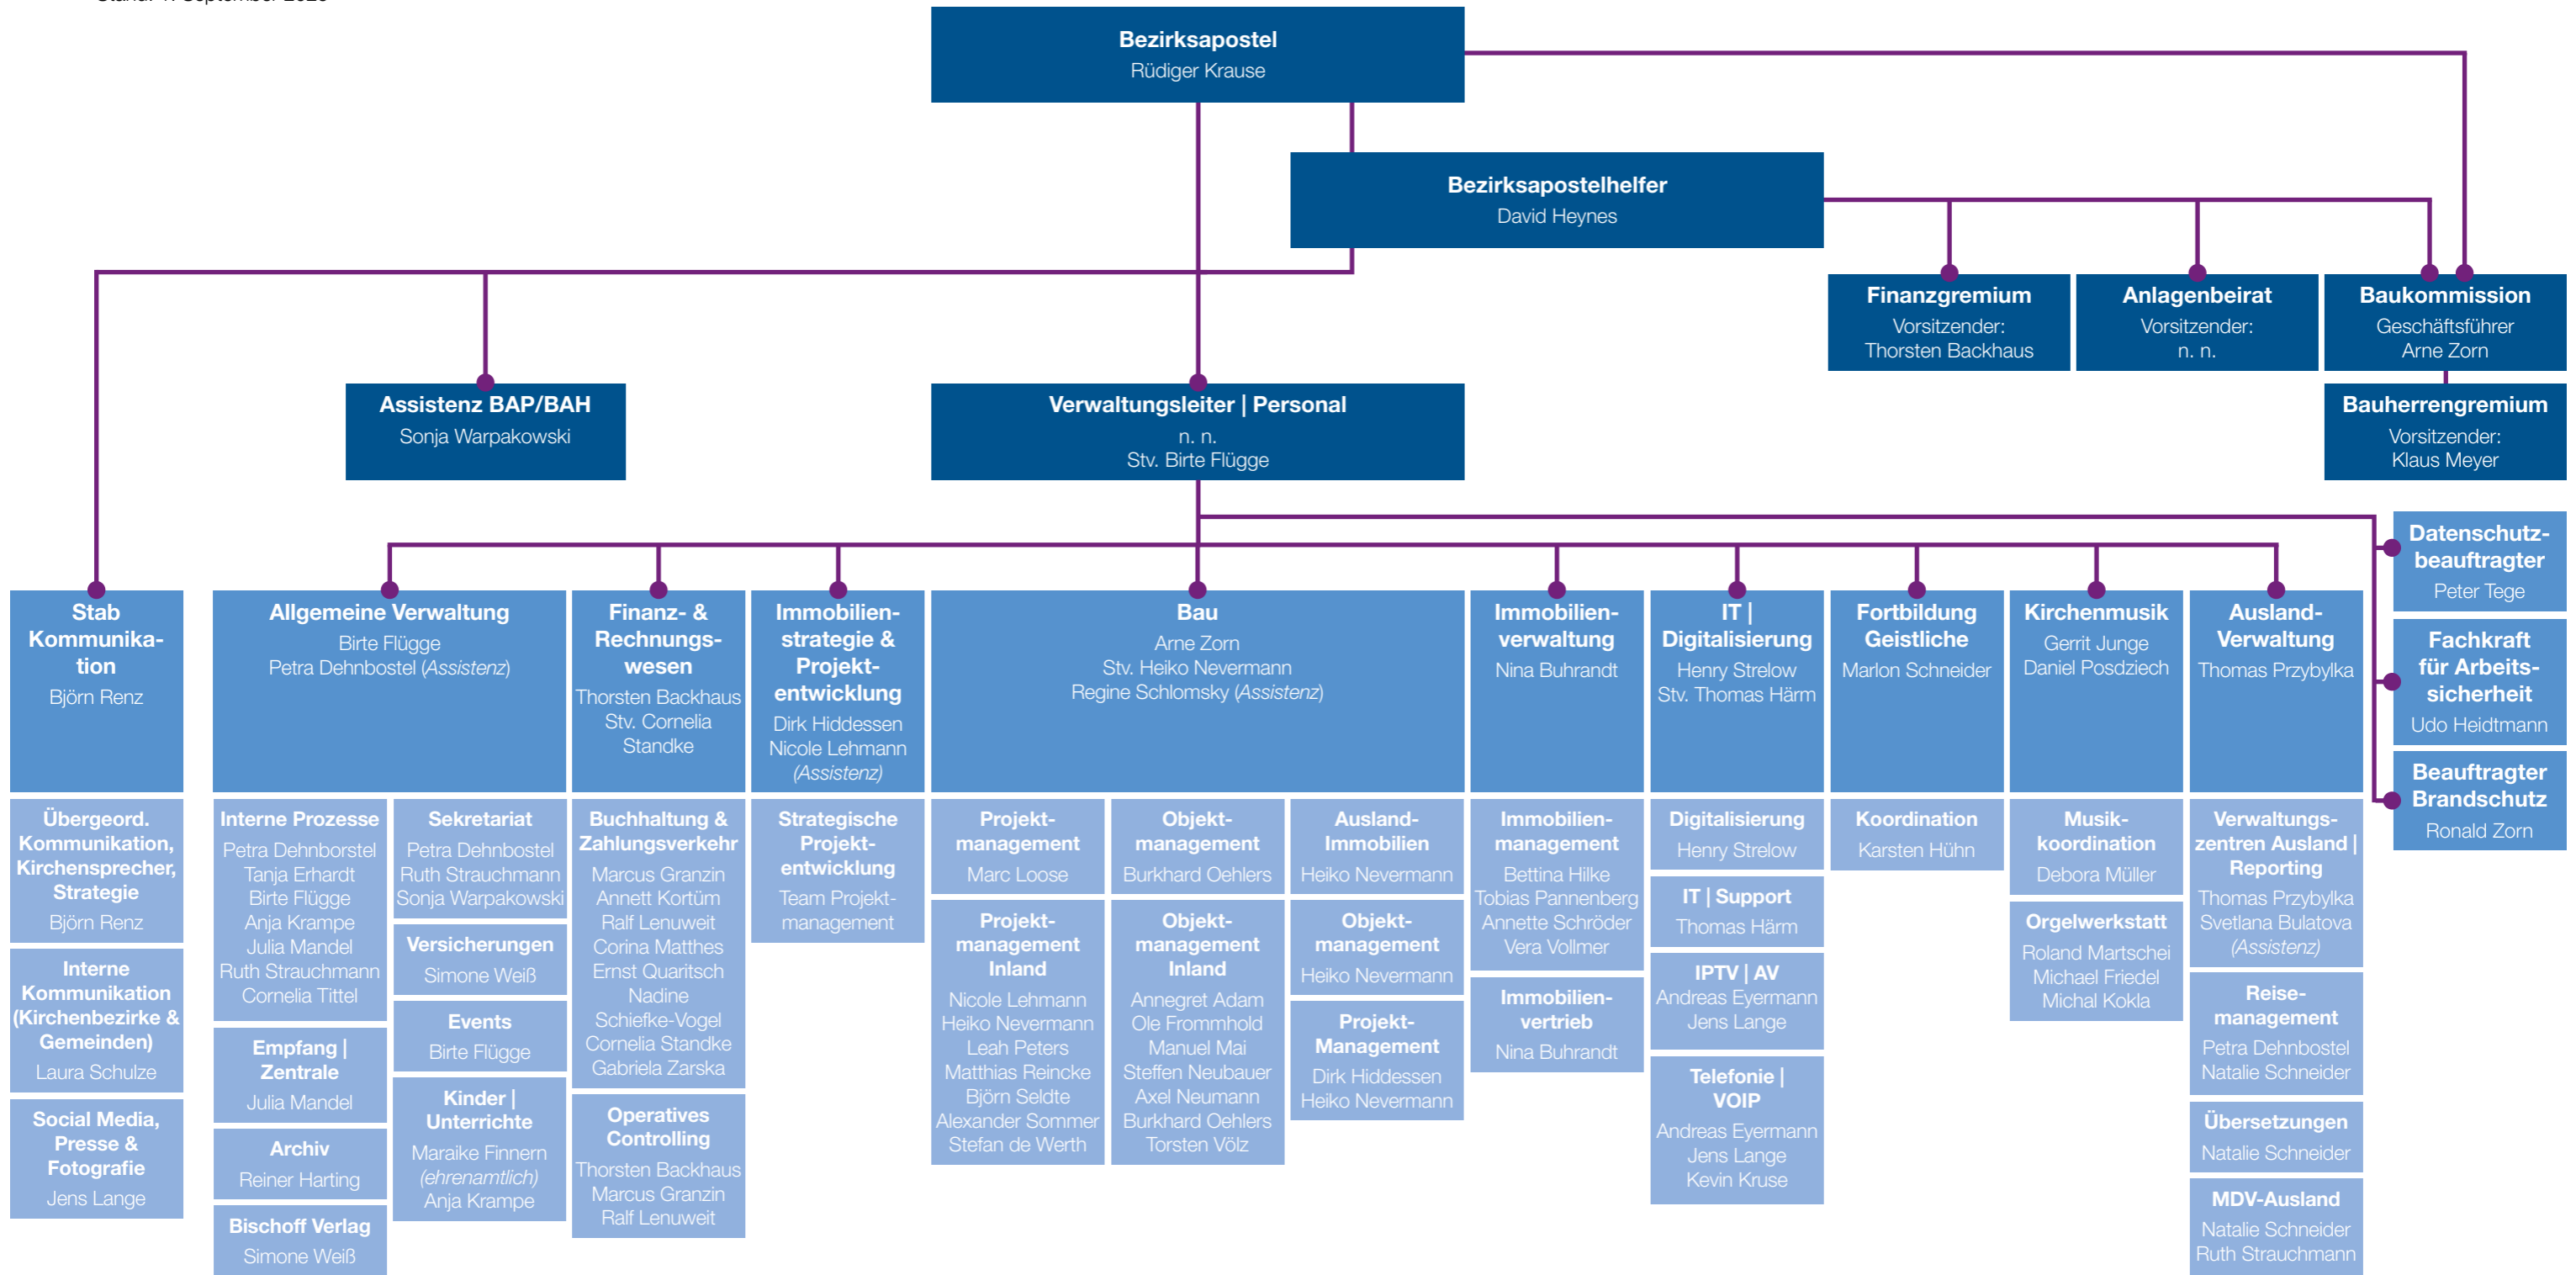 Bezirksapostel
Rüdiger Krause
Bezirksapostelhelfer
David Heynes
Finanzgremium
Vorsitzender:
Thorsten Backhaus
Anlagenbeirat
Vorsitzender:
n. n.
Baukommission
Geschäftsführer
Arne Zorn
Bauherrengremium
Vorsitzender:
Klaus Meyer
Assistenz BAP/BAH
Sonja Warpakowski
Verwaltungsleiter | Personal
n. n.
Stv. Birte Flügge
Datenschutz-
beauftragter
Peter Tege
Fachkraft
für Arbeits-
sicherheit
Udo Heidtmann
Beauftragter
Brandschutz
Ronald Zorn
Stab
Kommunika-
tion
Björn Renz
Übergeord.
Kommunikation,
Kirchensprecher,
Strategie
Björn Renz
Interne
Kommunikation
(Kirchenbezirke &
Gemeinden)
Laura Schulze
Social Media,
Presse &
Fotografie
Jens Lange
Allgemeine Verwaltung
Birte Flügge
Petra Dehnbostel (Assistenz)
Interne Prozesse
Petra Dehnborstel
Tanja Erhardt
Birte Flügge
Anja Krampe
Julia Mandel
Ruth Strauchmann
Cornelia Tittel
Empfang |
Zentrale
Julia Mandel
Archiv
Reiner Harting
Bischoff Verlag
Simone Weiß
Sekretariat
Petra Dehnbostel
Ruth Strauchmann
Sonja Warpakowski
Versicherungen
Simone Weiß
Events
Birte Flügge
Kinder |
Unterrichte
Maraike Finnern
(ehrenamtlich)
Anja Krampe
Finanz- &
Rechnungs-
wesen
Thorsten Backhaus
Stv. Cornelia
Standke
Buchhaltung &
Zahlungsverkehr
Marcus Granzin
Annett Kortüm
Ralf Lenuweit
Corina Matthes
Ernst Quaritsch
Nadine
Schiefke-Vogel
Cornelia Standke
Gabriela Zarska
Operatives
Controlling
Thorsten Backhaus
Marcus Granzin
Ralf Lenuweit
Immobilien-
strategie &
Projekt-
entwicklung
Dirk Hiddessen
Nicole Lehmann
(Assistenz)
Strategische
Projekt-
entwicklung
Team Projekt-
management
Bau
Arne Zorn
Stv. Heiko Nevermann
Regine Schlomsky (Assistenz)
Projekt-
management
Marc Loose
Projekt-
management
Inland
Nicole Lehmann
Heiko Nevermann
Leah Peters
Matthias Reincke
Björn Seldte
Alexander Sommer
Stefan de Werth
Objekt-
management
Burkhard Oehlers
Objekt-
management
Inland
Annegret Adam
Ole Frommhold
Manuel Mai
Steffen Neubauer
Axel Neumann
Burkhard Oehlers
Torsten Völz
Ausland-
Immobilien
Heiko Nevermann
Objekt-
management
Heiko Nevermann
Projekt-
Management
Dirk Hiddessen
Heiko Nevermann
Immobilien-
verwaltung
Nina Buhrandt
Immobilien-
management
Bettina Hilke
Tobias Pannenberg
Annette Schröder
Vera Vollmer
Immobilien-
vertrieb
Nina Buhrandt
IT |
Digitalisierung
Henry Strelow
Stv. Thomas Härm
Digitalisierung
Henry Strelow
IT | Support
Thomas Härm
IPTV | AV
Andreas Eyermann
Jens Lange
Telefonie |
VOIP
Andreas Eyermann
Jens Lange
Kevin Kruse
Fortbildung
Geistliche
Marlon Schneider
Koordination
Karsten Hühn
Kirchenmusik
Gerrit Junge
Daniel Posdziech
Musik-
koordination
Debora Müller
Orgelwerkstatt
Roland Martschei
Michael Friedel
Michal Kokla
Ausland-
Verwaltung
Thomas Przybylka
Verwaltungs-
zentren Ausland |
Reporting
Thomas Przybylka
Svetlana Bulatova
(Assistenz)
Reise-
management
Petra Dehnbostel
Natalie Schneider
Übersetzungen
Natalie Schneider
MDV-Ausland
Natalie Schneider
Ruth Strauchmann